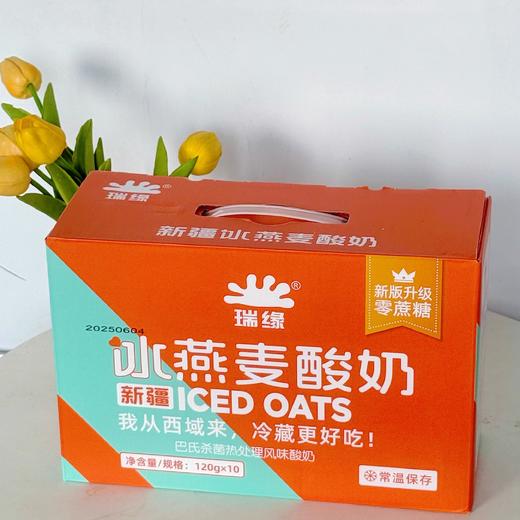 瑞缘®
新疆冰燕麦酸奶
瑞缘®
新版升级
零蔗糖
20250604
冰燕麦酸奶
新疆 ICED OATS
我从西域来，冷藏更好吃！
巴氏杀菌热处理风味酸奶
净含量/规格：120g×10
常温保存